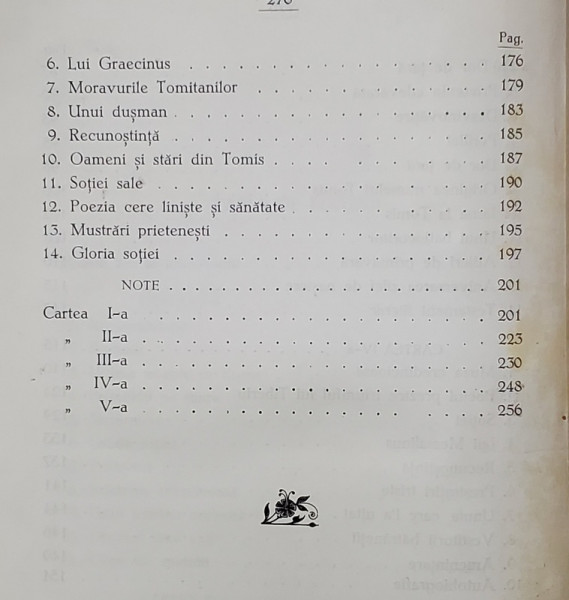 270
Pag.
6. Lui Graecinus . . . . . . . . . . . . . 176
7. Moravurile Tomitanilor . . . . . . . . . . 179
8. Unui dușman . . . . . . . . . . . . . 183
9. Recunoștință . . . . . . . . . . . . . 185
10. Oameni și stări din Tomis . . . . . . . . . 187
11. Soției sale . . . . . . . . . . . . . . 190
12. Poezia cere liniște și sănătate . . . . . . . . 192
13. Mustrări prietenești . . . . . . . . . . . 195
14. Gloria soției . . . . . . . . . . . . . 197
NOTE . . . . . . . . . . . . . 201
Cartea I-a . . . . . . . . . . . . . . 201
„ II-a . . . . . . . . . . . . . . 223
„ III-a . . . . . . . . . . . . . . 230
„ IV-a . . . . . . . . . . . . . . 248
„ V-a . . . . . . . . . . . . . . 256